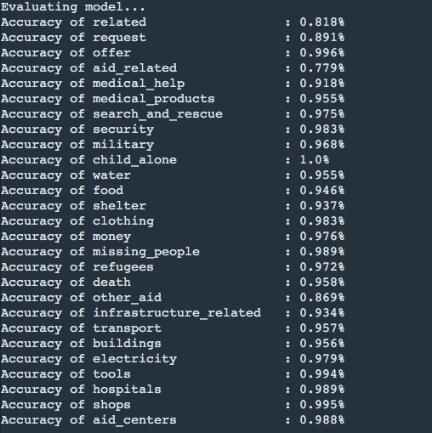 Evaluating model...
Accuracy of related : 0.818%
Accuracy of request : 0.891%
Accuracy of offer : 0.996%
Accuracy of aid_related : 0.779%
Accuracy of medical_help : 0.918%
Accuracy of medical_products : 0.955%
Accuracy of search_and_rescue : 0.975%
Accuracy of security : 0.983%
Accuracy of military : 0.968%
Accuracy of child_alone : 1.0%
Accuracy of water : 0.955%
Accuracy of food : 0.946%
Accuracy of shelter : 0.937%
Accuracy of clothing : 0.983%
Accuracy of money : 0.976%
Accuracy of missing_people : 0.989%
Accuracy of refugees : 0.972%
Accuracy of death : 0.958%
Accuracy of other_aid : 0.869%
Accuracy of infrastructure_related : 0.934%
Accuracy of transport : 0.957%
Accuracy of buildings : 0.956%
Accuracy of electricity : 0.979%
Accuracy of tools : 0.994%
Accuracy of hospitals : 0.989%
Accuracy of shops : 0.995%
Accuracy of aid_centers : 0.988%